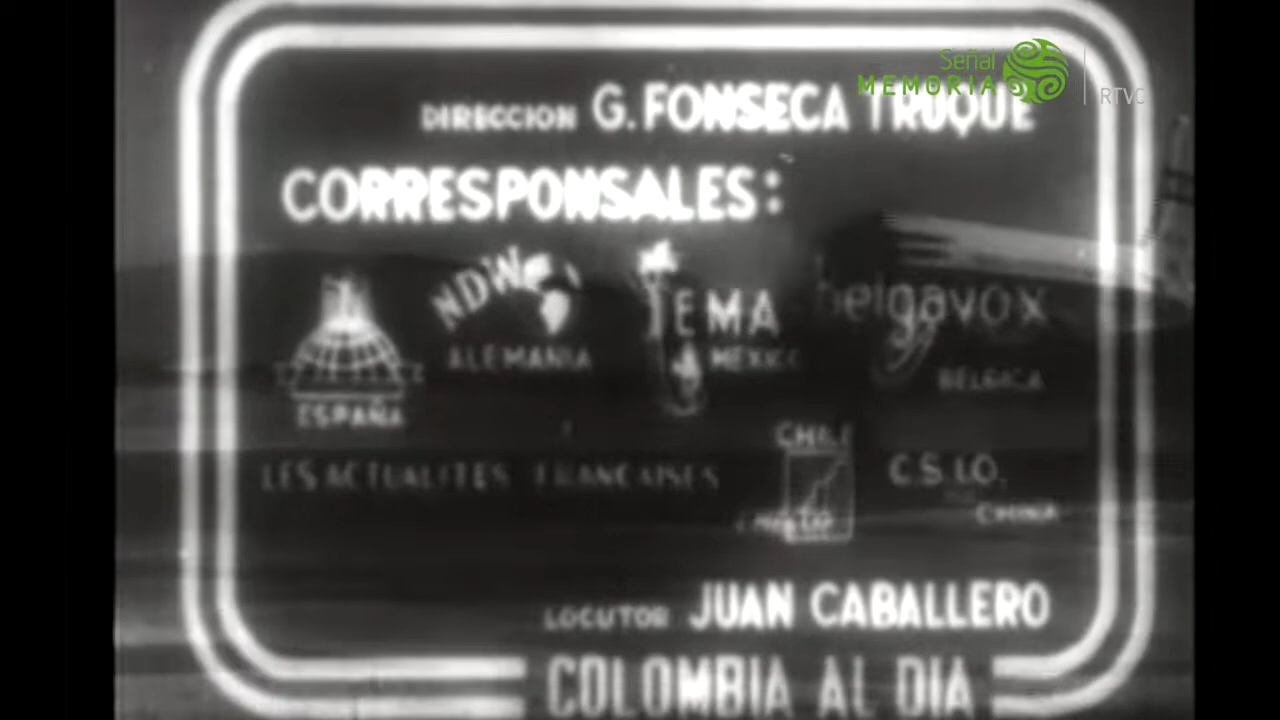 Señal
MEMORIA
RTVC
DIRECCION G. FONSECA TRUQUE
CORRESPONSALES:
NDW
TEMA
belgavox
ALEMANIA
MEXICO
BELGICA
ESPAÑA
CHILE
LES ACTUALITES FRANCAISES
C.S.I.O.
CHINA
LOCUTOR JUAN CABALLERO
COLOMBIA AL DIA